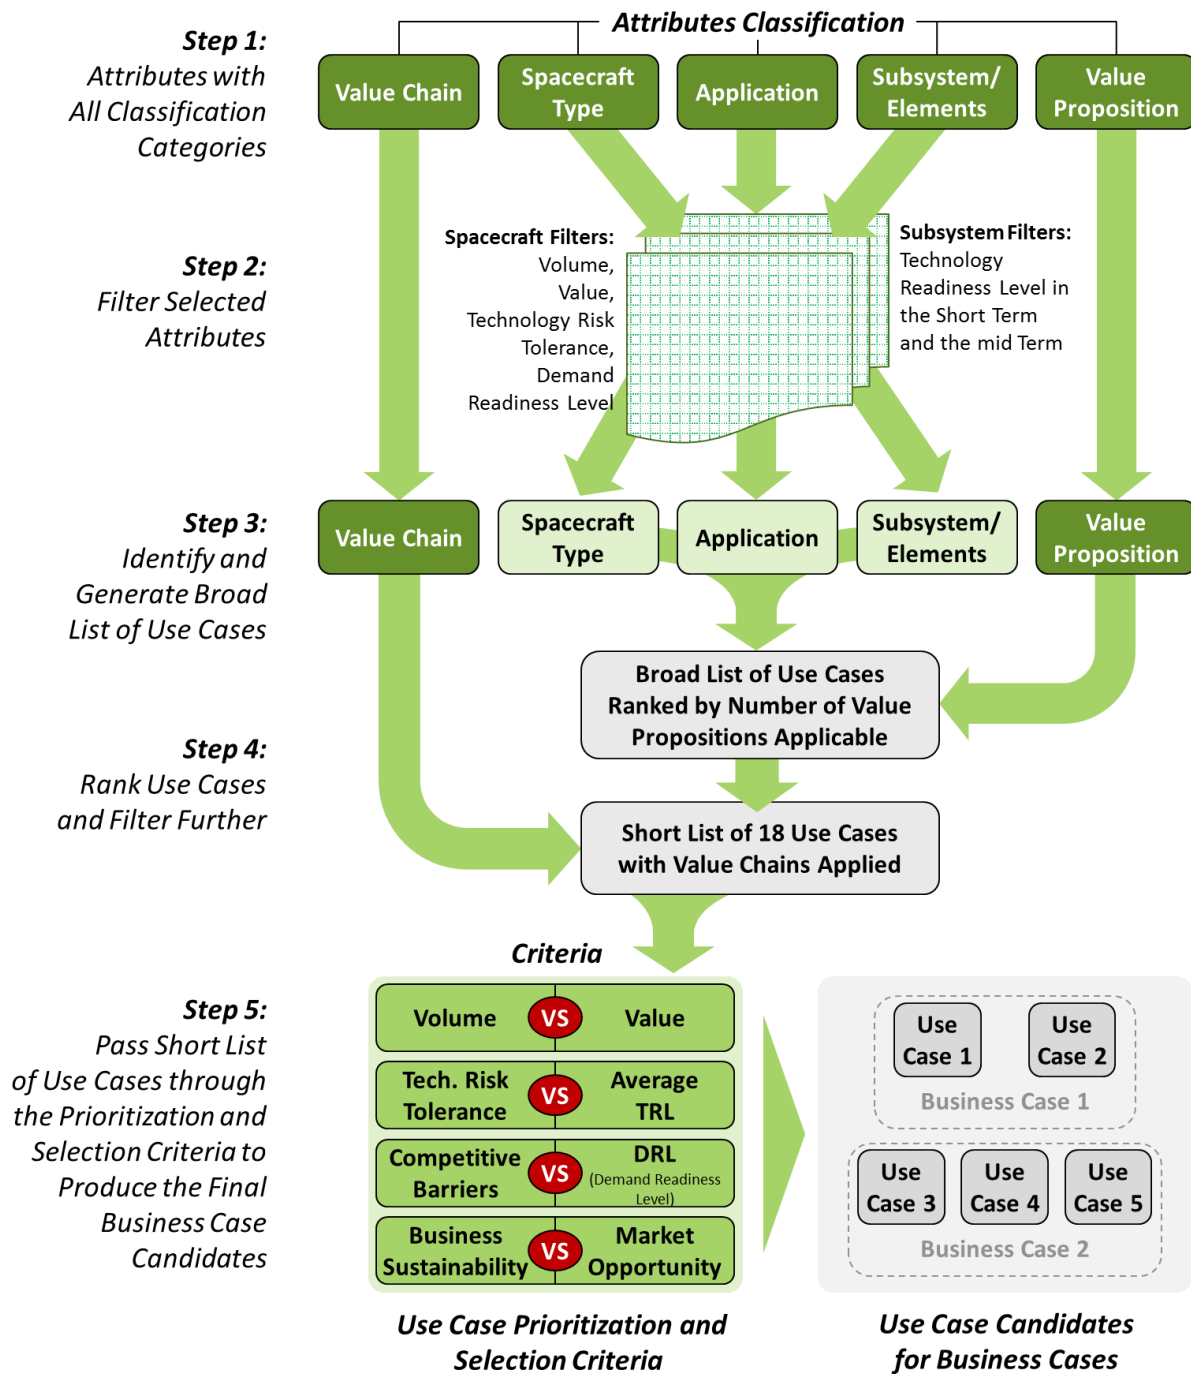 Attributes Classification
Step 1:
Attributes with
All Classification
Categories
Value Chain
Spacecraft
Type
Application
Subsystem/
Elements
Value
Proposition
Step 2:
Filter Selected
Attributes
Spacecraft Filters:
Volume,
Value,
Technology Risk
Tolerance,
Demand
Readiness Level
Subsystem Filters:
Technology
Readiness Level in
the Short Term
and the mid Term
Step 3:
Identify and
Generate Broad
List of Use Cases
Value Chain
Spacecraft
Type
Application
Subsystem/
Elements
Value
Proposition
Broad List of Use Cases
Ranked by Number of Value
Propositions Applicable
Step 4:
Rank Use Cases
and Filter Further
Short List of 18 Use Cases
with Value Chains Applied
Step 5:
Pass Short List
of Use Cases through
the Prioritization and
Selection Criteria to
Produce the Final
Business Case
Candidates
Criteria
Volume
VS
Value
Tech. Risk
Tolerance
VS
Average
TRL
Competitive
Barriers
VS
DRL
(Demand Readiness
Level)
Business
Sustainability
VS
Market
Opportunity
Use Case Prioritization and
Selection Criteria
Use
Case 1
Use
Case 2
Business Case 1
Use
Case 3
Use
Case 4
Use
Case 5
Business Case 2
Use Case Candidates
for Business Cases